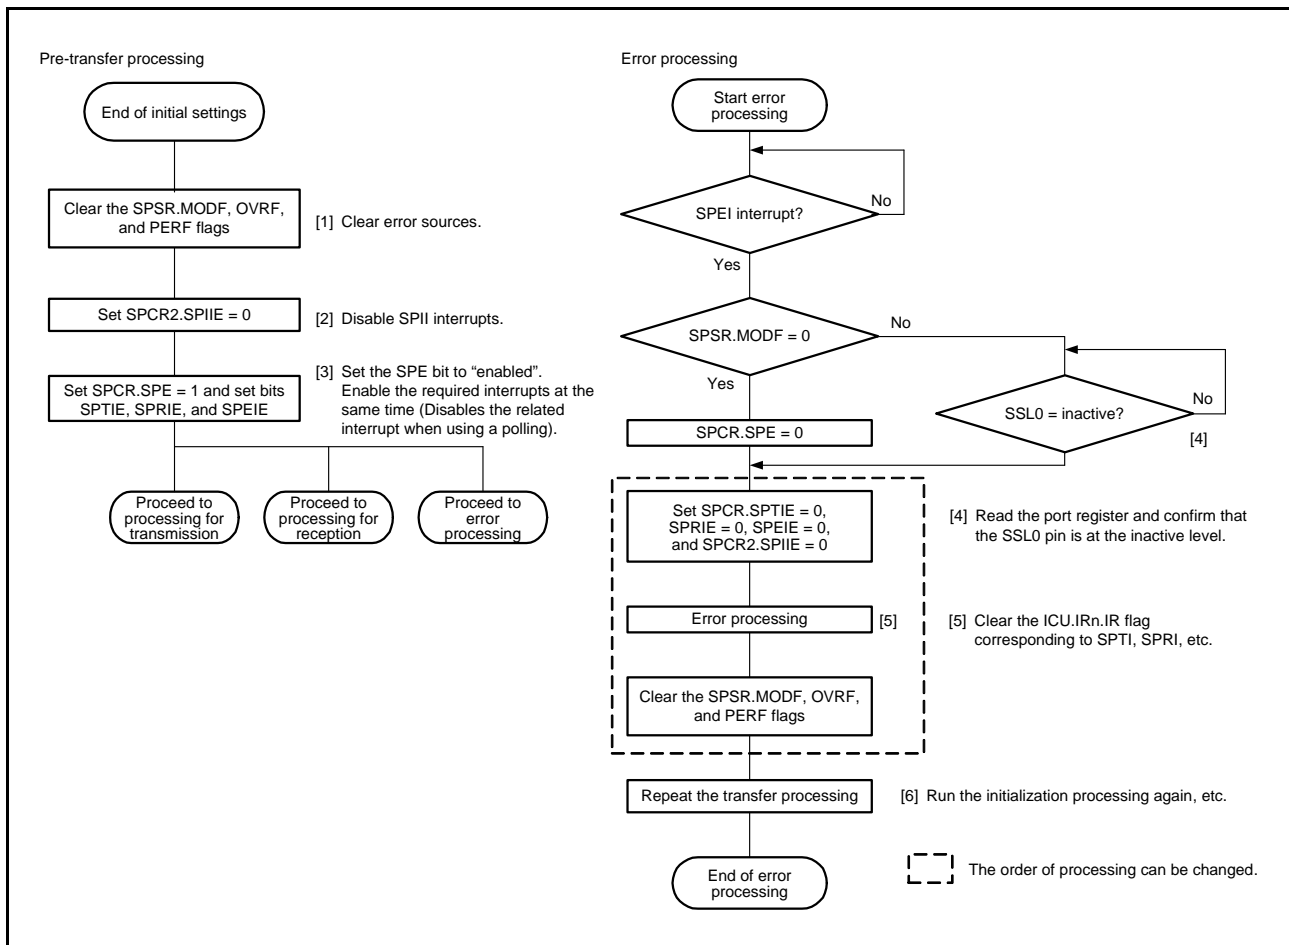 Pre-transfer processing
End of initial settings
Clear the SPSR.MODF, OVRF,
and PERF flags
[1] Clear error sources.
Set SPCR2.SPIIE = 0
[2] Disable SPII interrupts.
Set SPCR.SPE = 1 and set bits
SPTIE, SPRIE, and SPEIE
[3] Set the SPE bit to “enabled”.
Enable the required interrupts at the
same time (Disables the related
interrupt when using a polling).
Proceed to
processing for
transmission
Proceed to
processing for
reception
Proceed to
error
processing
Error processing
Start error
processing
SPEI interrupt?
No
Yes
SPSR.MODF = 0
No
Yes
SSL0 = inactive?
No
[4]
SPCR.SPE = 0
Set SPCR.SPTIE = 0,
SPRIE = 0, SPEIE = 0,
and SPCR2.SPIIE = 0
[4] Read the port register and confirm that
the SSL0 pin is at the inactive level.
Error processing
[5]
[5] Clear the ICU.IRn.IR flag
corresponding to SPTI, SPRI, etc.
Clear the SPSR.MODF, OVRF,
and PERF flags
Repeat the transfer processing
[6] Run the initialization processing again, etc.
End of error
processing
The order of processing can be changed.